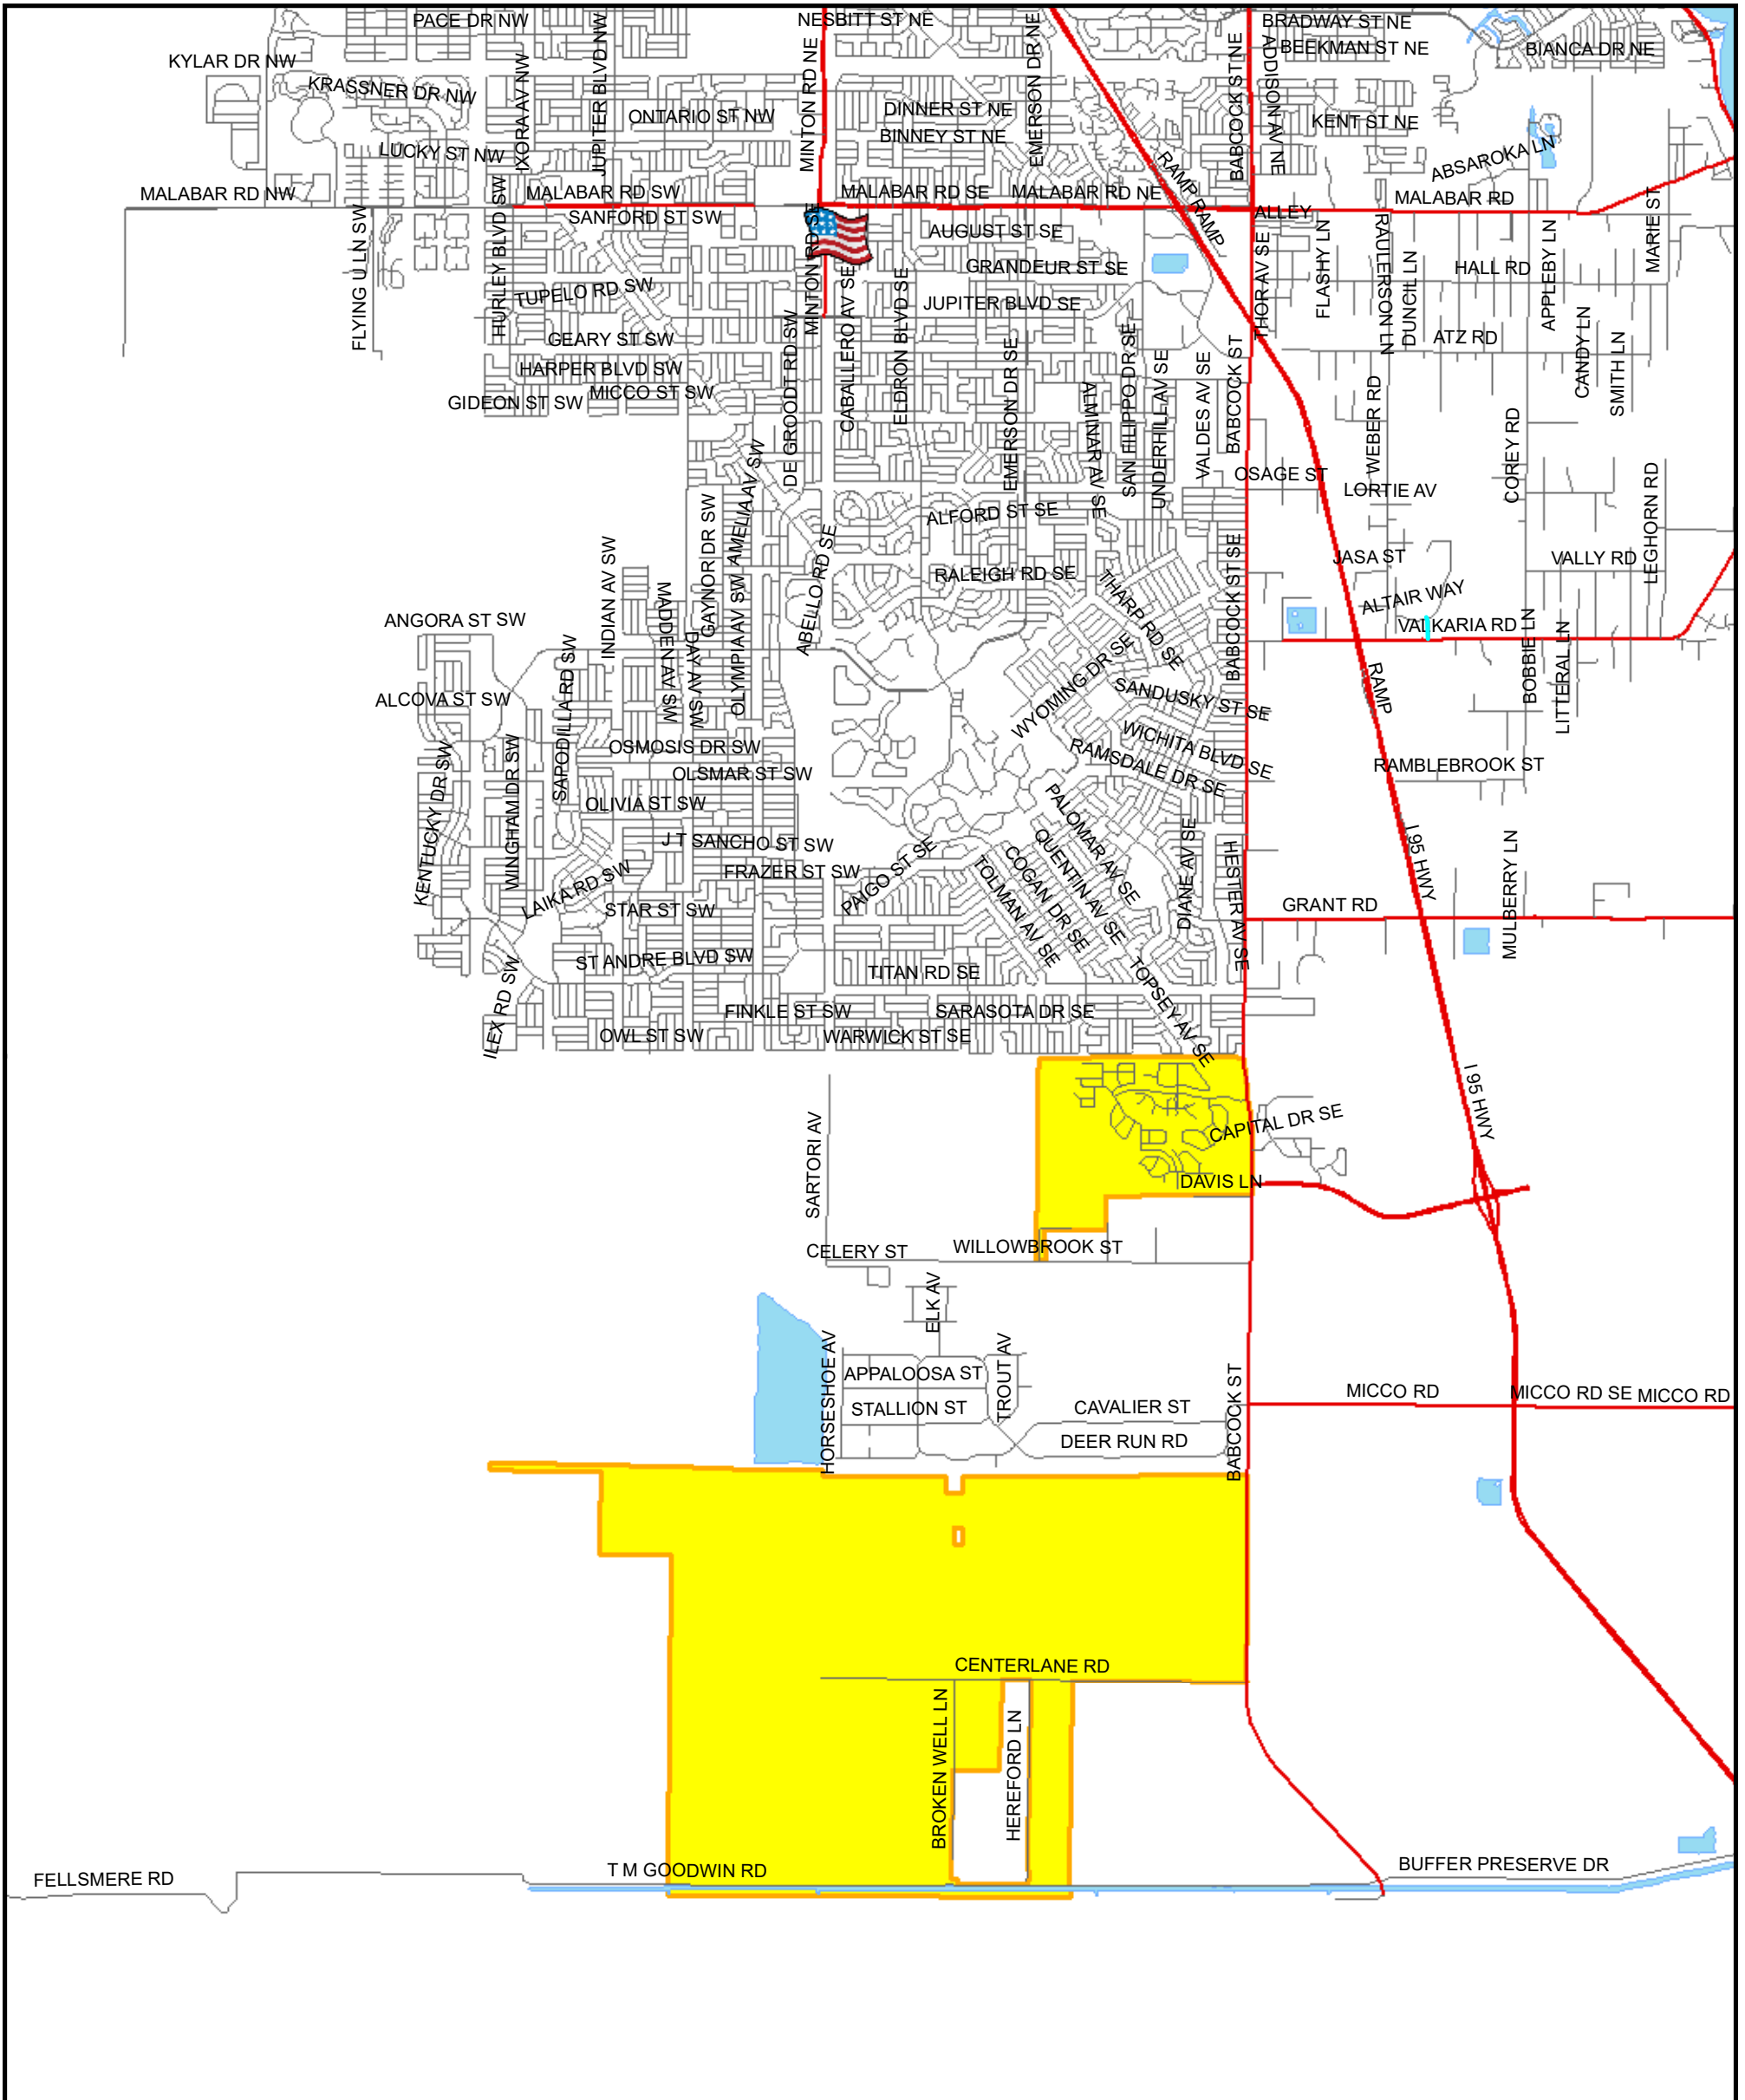 PACE DR NW
NESBITT ST NE
BRADWAY ST NE
BEEKMAN ST NE
BIANCA DR NE
KYLAR DR NW
KRASSNER DR NW
IXORA AV NW
JUPITER BLVD NW
MINTON RD NE
EMERSON DR NE
BABCOCK ST NE
ADDISON AV NE
DINNER ST NE
ONTARIO ST NW
KENT ST NE
BINNEY ST NE
LUCKY ST NW
ABSAROKA LN
RAMP
RAMP
MALABAR RD NW
MALABAR RD SW
MALABAR RD SE
MALABAR RD NE
MALABAR RD
SANFORD ST SW
ALLEY
AUGUST ST SE
MARIE ST
FLYING U LN SW
HURLEY BLVD SW
MINTON RD SE
GRANDEUR ST SE
THOR AV SE
FLASHY LN
RAULERSON LN
DUNCIL LN
HALL RD
APPLEBY LN
TUPELO RD SW
JUPITER BLVD SE
GEARY ST SW
DE GROODT RD SW
CABALLERO AV SE
ELDRON BLVD SE
ATZ RD
CANDY LN
SMITH LN
HARPER BLVD SW
MICCO ST SW
GIDEON ST SW
EMERSON DR SE
ALMINAR AV SE
SAN FILIPPO DR SE
UNDERHILL AV SE
VALDES AV SE
BABCOCK ST
WEBER RD
COREY RD
OSAGE ST
LORTIE AV
LEGHORN RD
AMELIA AV SW
GAYNOR DR SW
ALFORD ST SE
ABELLO RD SE
INDIAN AV SW
RALEIGH RD SE
THARP RD SE
BABCOCK ST SE
JASA ST
VALLY RD
ALTAIR WAY
VALKARIA RD
ANGORA ST SW
MADDEN AV SW
DAY AV SW
OLYMPIA AV SW
SAPODILLA RD SW
WYOMING DR SE
SANDUSKY ST SE
RAMP
BOBBIE LN
LITTERAL LN
ALCOVA ST SW
WICHITA BLVD SE
RAMSDALE DR SE
OSMOSIS DR SW
OLSMAR ST SW
RAMBLEBROOK ST
KENTUCKY DR SW
WINGHAM DR SW
OLIVIA ST SW
PALOMAR AV SE
J T SANCHO ST SW
QUENTIN AV SE
COGAN DR SE
TOLMAN AV SE
DIANE AV SE
HESTER AV SE
I 95 HWY
MULBERRY LN
FRAZER ST SW
PAIGO ST SE
LAIKA RD SW
STAR ST SW
GRANT RD
ST ANDRE BLVD SW
TITAN RD SE
TOPSEY AV SE
ILEX RD SW
FINKLE ST SW
SARASOTA DR SE
OWL ST SW
WARWICK ST SE
I 95 HWY
CAPITAL DR SE
SARTORI AV
DAVIS LN
CELERY ST
WILLOWBROOK ST
ELK AV
HORSESHOE AV
APPALOOSA ST
TROUT AV
STALLION ST
CAVALIER ST
DEER RUN RD
BABCOCK ST
MICCO RD
MICCO RD SE
MICCO RD
CENTERLANE RD
BROKEN WELL LN
HEREFORD LN
FELLSMERE RD
T M GOODWIN RD
BUFFER PRESERVE DR